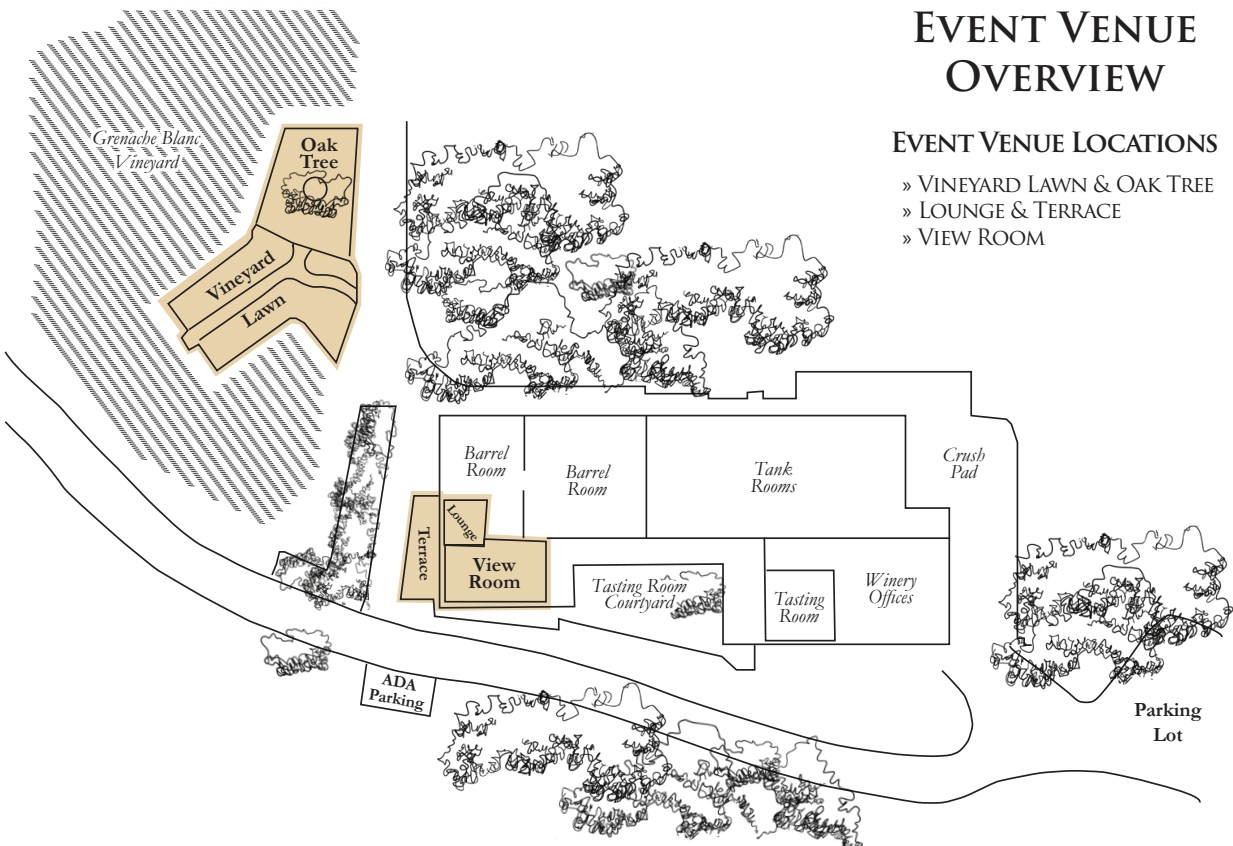 EVENT VENUE
OVERVIEW
EVENT VENUE LOCATIONS
» VINEYARD LAWN & OAK TREE
» LOUNGE & TERRACE
» VIEW ROOM
Grenache Blanc
Vineyard
Oak
Tree
Vineyard
Lawn
Barrel
Room
Barrel
Room
Tank
Rooms
Crush
Pad
Lounge
Terrace
View
Room
Tasting Room
Courtyard
Tasting
Room
Winery
Offices
ADA
Parking
Parking
Lot